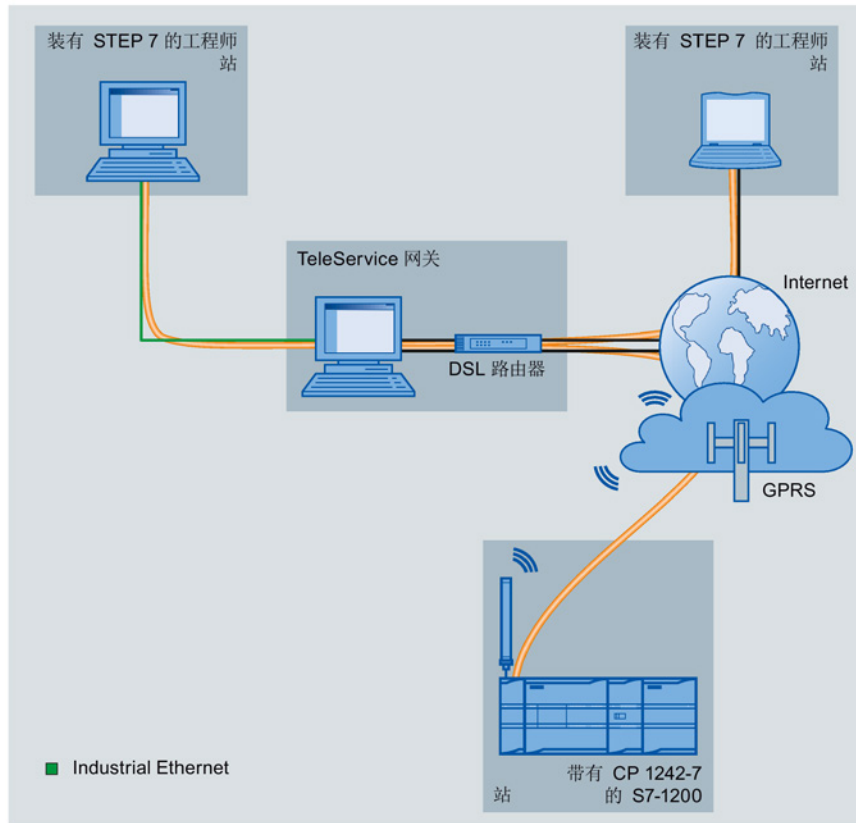 装有 STEP 7 的工程师
站
装有 STEP 7 的工程师
站
TeleService 网关
Internet
DSL 路由器
GPRS
Industrial Ethernet
带有 CP 1242-7
站 的 S7-1200